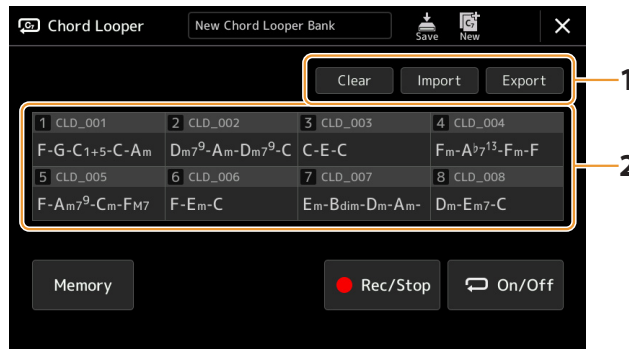 C7 Chord Looper New Chord Looper Bank Save C7 New ×
Clear Import Export 1
1 CLD_001 2 CLD_002 3 CLD_003 4 CLD_004
F-G-C1+5-C-Am Dm7⁹-Am-Dm7⁹-C C-E-C Fm-A♭7¹³-Fm-F
2
5 CLD_005 6 CLD_006 7 CLD_007 8 CLD_008
F-Am7⁹-Cm-FM7 F-Em-C Em-Bdim-Dm-Am- Dm-Em7-C
Memory Rec/Stop On/Off